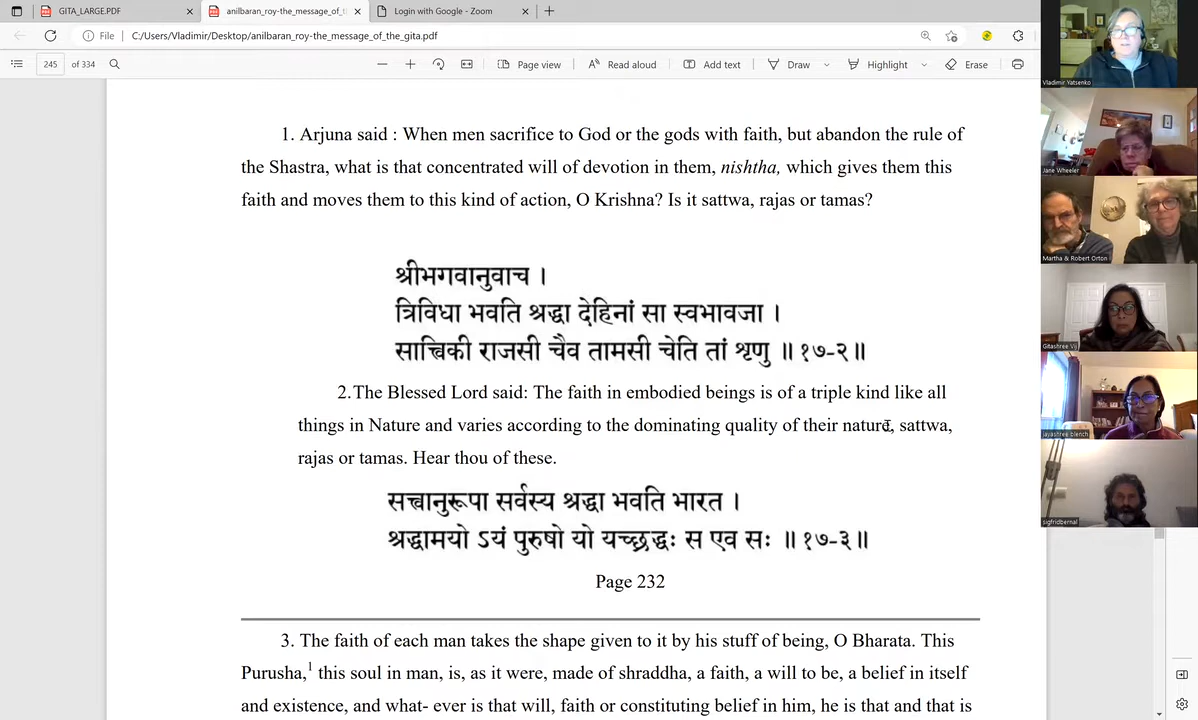 GITA_LARGE.PDF
anilbaran_roy-the_message_of_t
Login with Google - Zoom
File C:/Users/Vladimir/Desktop/anilbaran_roy-the_message_of_the_gita.pdf
245 of 334 Page view Read aloud Add text Draw Highlight Erase
1. Arjuna said : When men sacrifice to God or the gods with faith, but abandon the rule of
the Shastra, what is that concentrated will of devotion in them, nishtha, which gives them this
faith and moves them to this kind of action, O Krishna? Is it sattwa, rajas or tamas?
श्रीभगवानुवाच ।
त्रिविधा भवति श्रद्धा देहिनां सा स्वभावजा ।
सात्त्विकी राजसी चैव तामसी चेति तां श्रृणु ॥ १७-२॥
2.The Blessed Lord said: The faith in embodied beings is of a triple kind like all
things in Nature and varies according to the dominating quality of their nature, sattwa,
rajas or tamas. Hear thou of these.
सत्त्वानुरूपा सर्वस्य श्रद्धा भवति भारत ।
श्रद्धामयो ऽयं पुरुषो यो यच्छ्रद्धः स एव सः ॥ १७-३॥
Page 232
3. The faith of each man takes the shape given to it by his stuff of being, O Bharata. This
Purusha,1 this soul in man, is, as it were, made of shraddha, a faith, a will to be, a belief in itself
and existence, and what- ever is that will, faith or constituting belief in him, he is that and that is
Vladimir Yatsenko
Jane Wheeler
Martha & Robert Orton
Gitashree Vij
jayashree blench
sigfridbernal